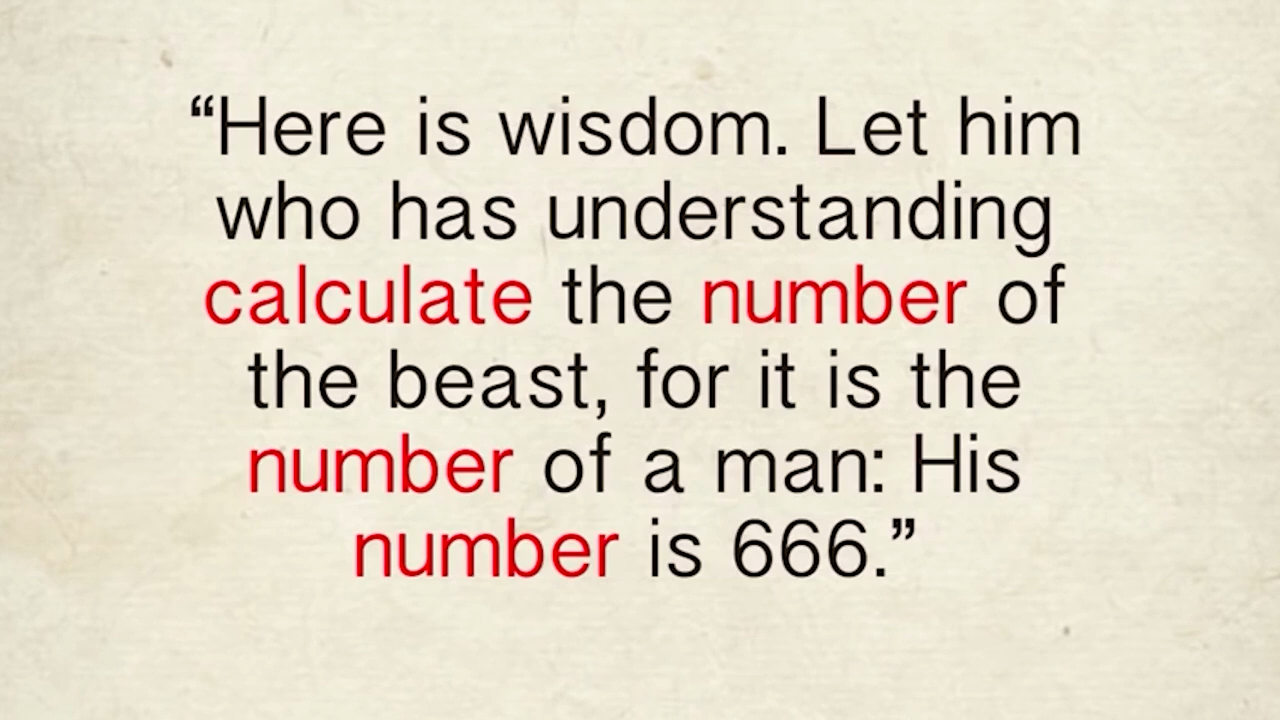 “Here is wisdom. Let him
who has understanding
calculate the number of
the beast, for it is the
number of a man: His
number is 666.”